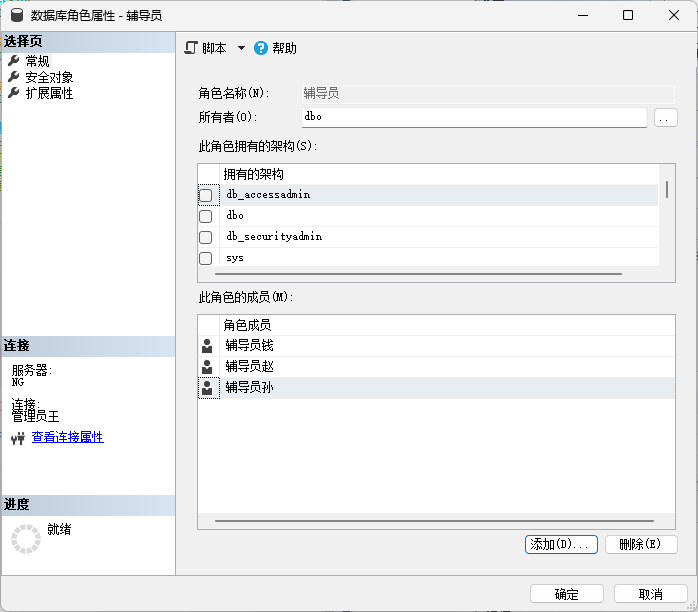 数据库角色属性 - 辅导员
选择页
常规
安全对象
扩展属性
脚本
帮助
角色名称(N):
辅导员
所有者(O):
dbo
..
此角色拥有的架构(S):
拥有的架构
db_accessadmin
dbo
db_securityadmin
sys
此角色的成员(M):
角色成员
辅导员钱
辅导员赵
辅导员孙
添加(D)...
删除(E)
连接
服务器:
NG
连接:
管理员王
查看连接属性
进度
就绪
确定
取消